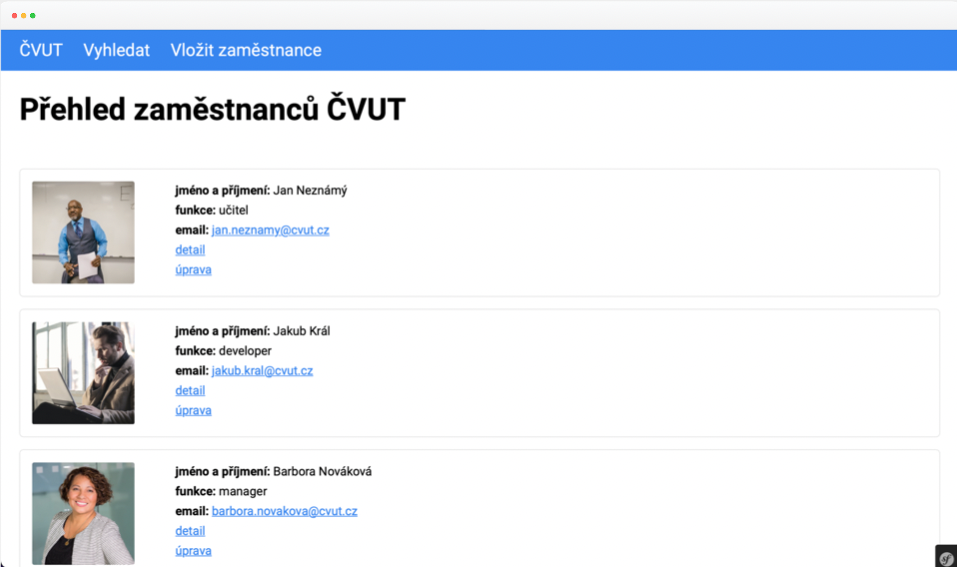 ČVUT Vyhledat Vložit zaměstnance
Přehled zaměstnanců ČVUT
jméno a příjmení: Jan Neznámý
funkce: učitel
email: jan.neznamy@cvut.cz
detail
úprava
jméno a příjmení: Jakub Král
funkce: developer
email: jakub.kral@cvut.cz
detail
úprava
jméno a příjmení: Barbora Nováková
funkce: manager
email: barbora.novakova@cvut.cz
detail
úprava
sf